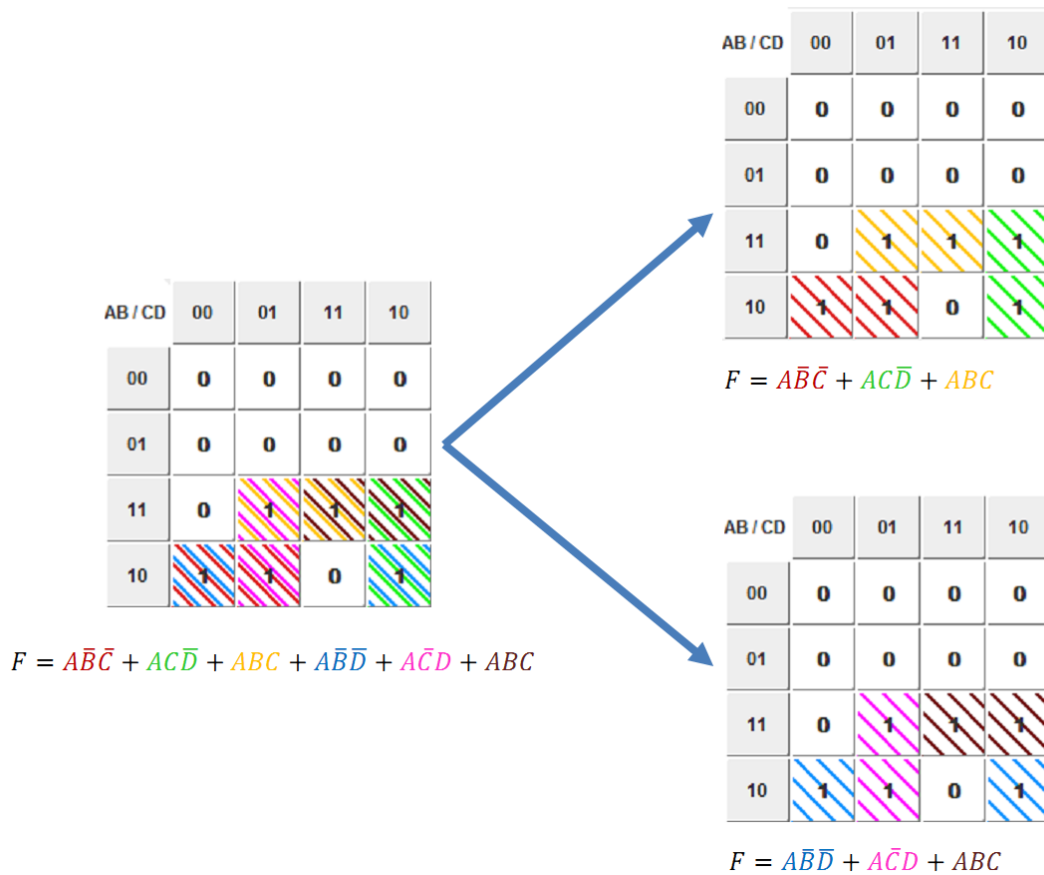 AB / CD 00 01 11 10
00 0 0 0 0
01 0 0 0 0
11 0 1 1 1
10 1 1 0 1
F = AB̅C̅ + ACD̅ + ABC + AB̅D̅ + AC̅D + ABC
AB / CD 00 01 11 10
00 0 0 0 0
01 0 0 0 0
11 0 1 1 1
10 1 1 0 1
F = AB̅C̅ + ACD̅ + ABC
AB / CD 00 01 11 10
00 0 0 0 0
01 0 0 0 0
11 0 1 1 1
10 1 1 0 1
F = AB̅D̅ + AC̅D + ABC